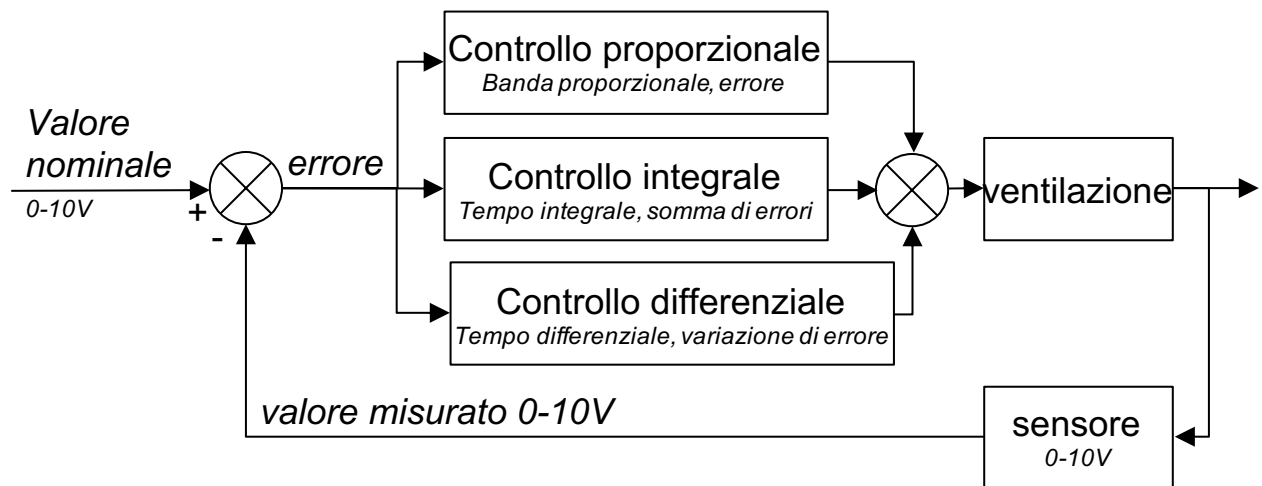 Controllo proporzionale
Banda proporzionale, errore
Valore
nominale
0-10V
+
-
errore
Controllo integrale
Tempo integrale, somma di errori
ventilazione
Controllo differenziale
Tempo differenziale, variazione di errore
valore misurato 0-10V
sensore
0-10V